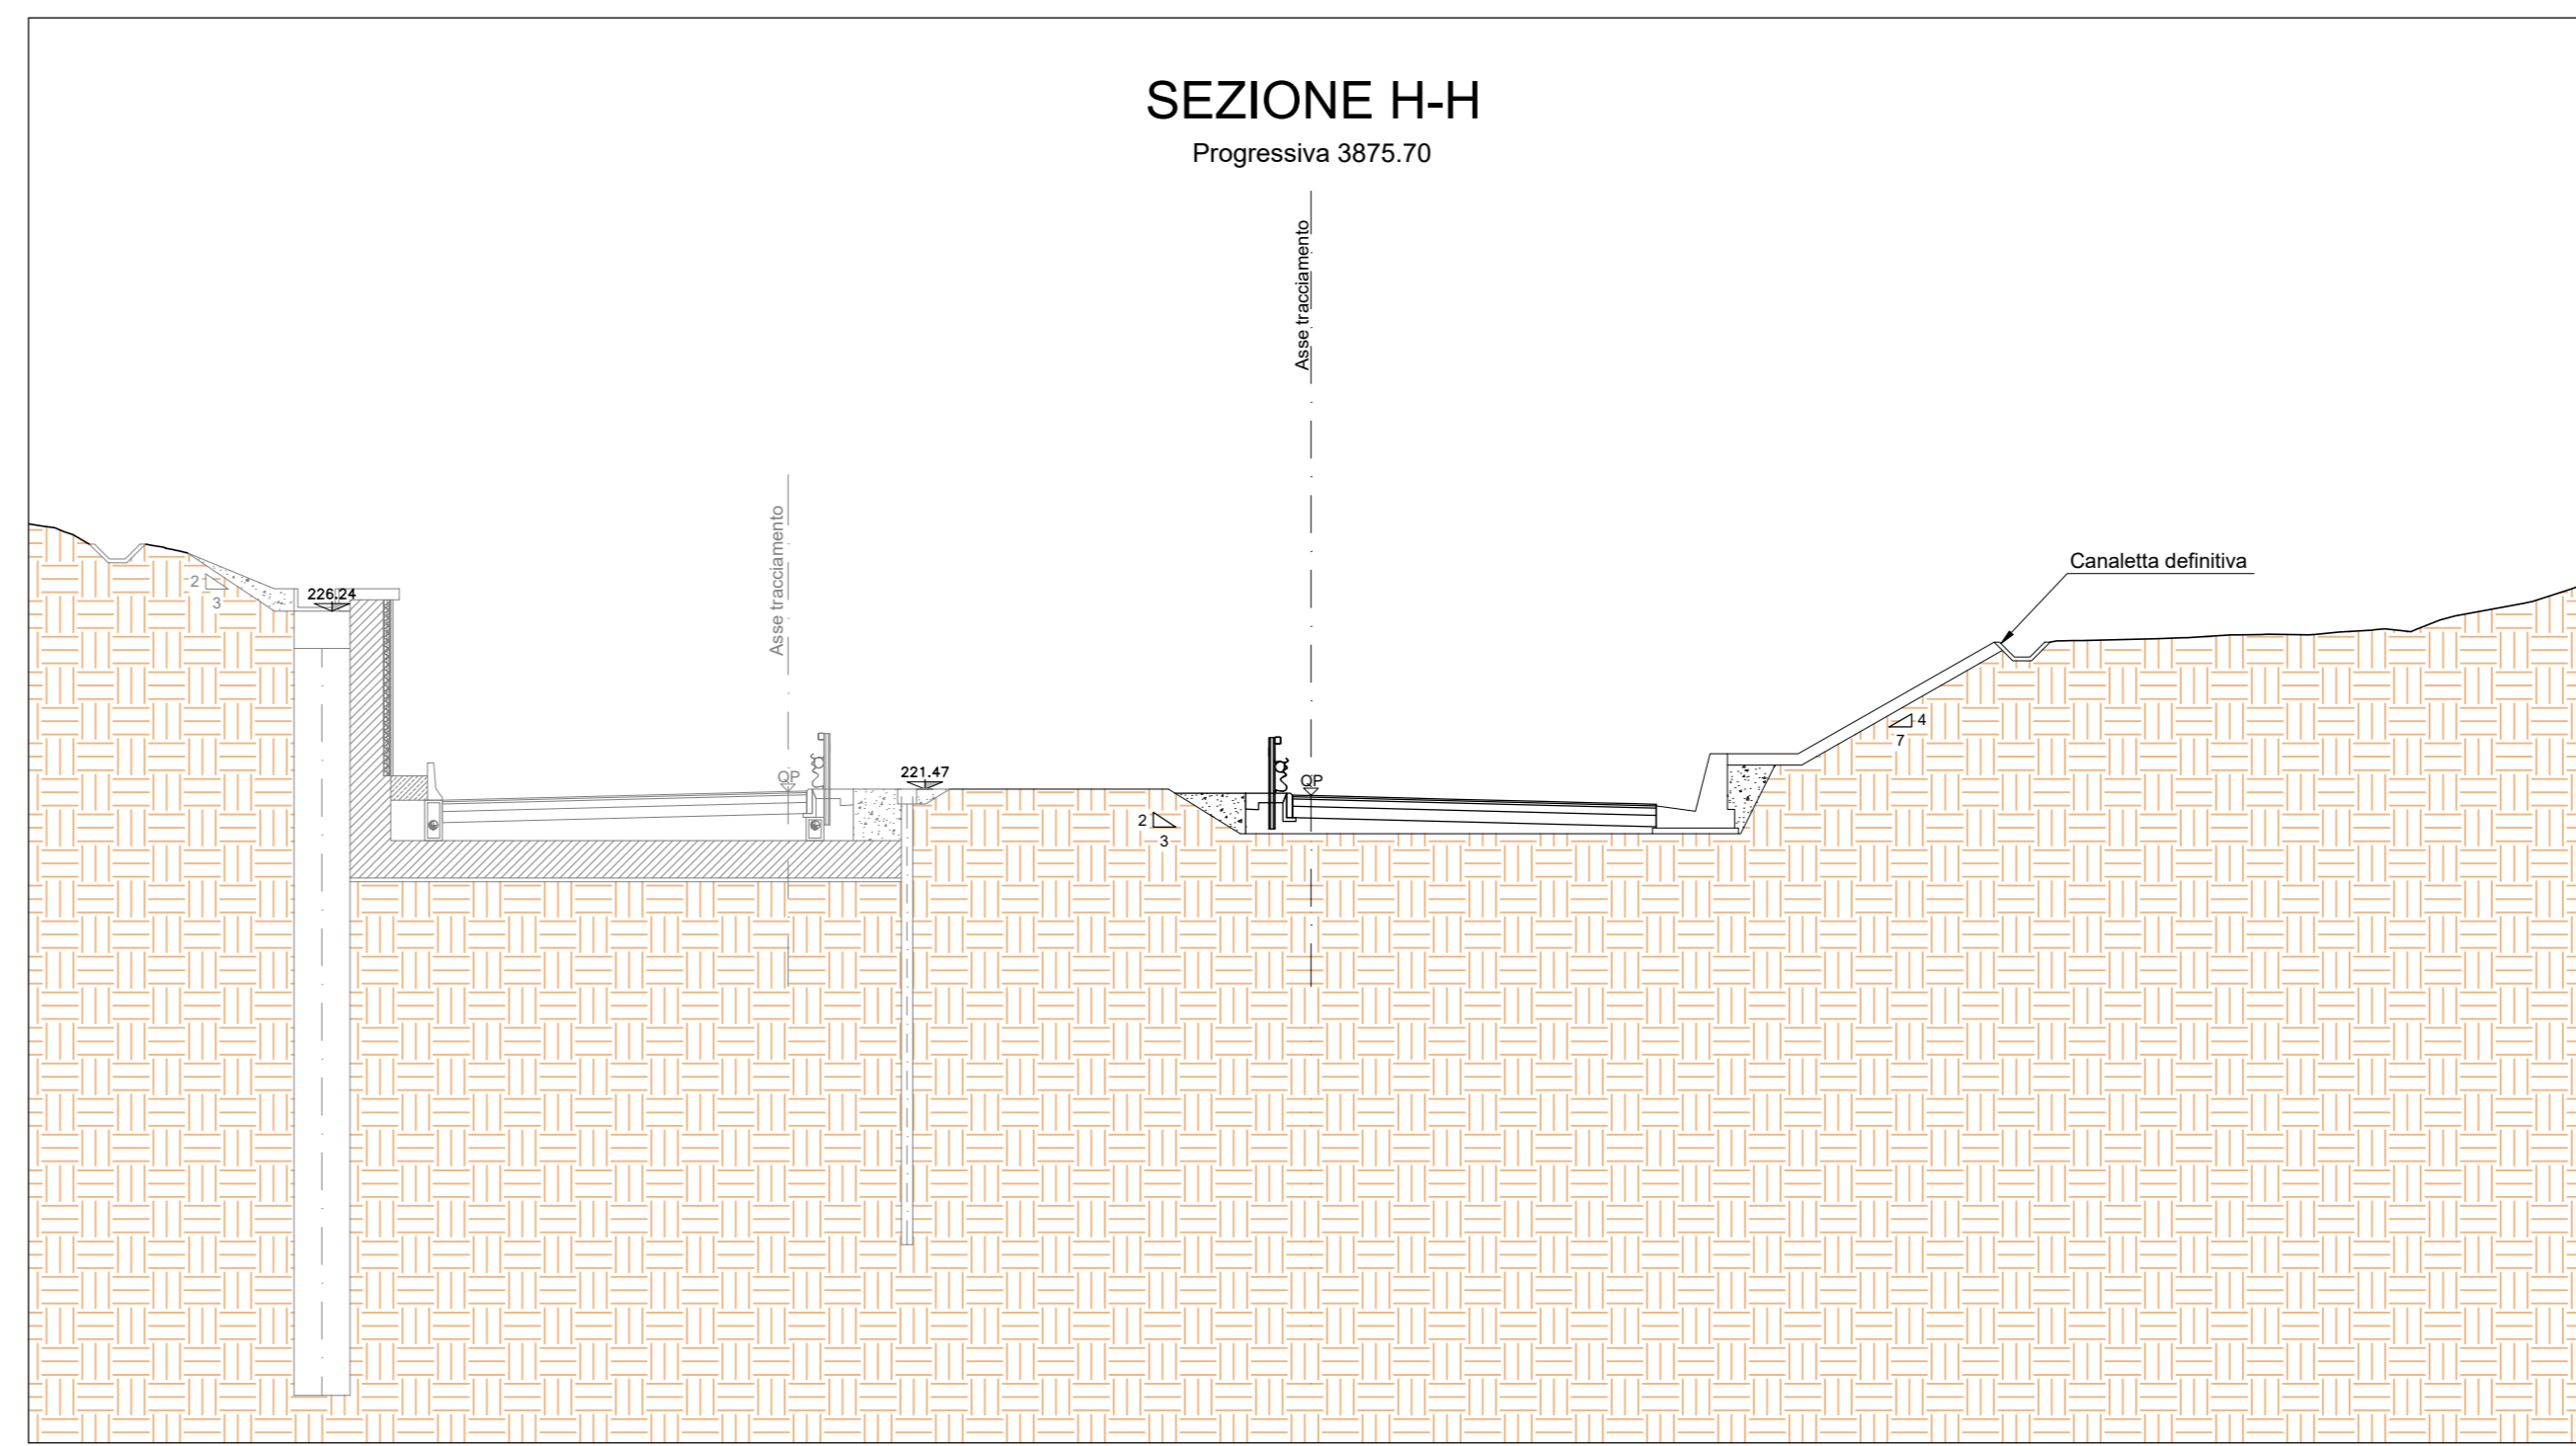 SEZIONE H-H
Progressiva 3875.70
Asse tracciamento
Asse tracciamento
Canaletta definitiva
2
3
226.24
4
7
QP
221.47
QP
2
3